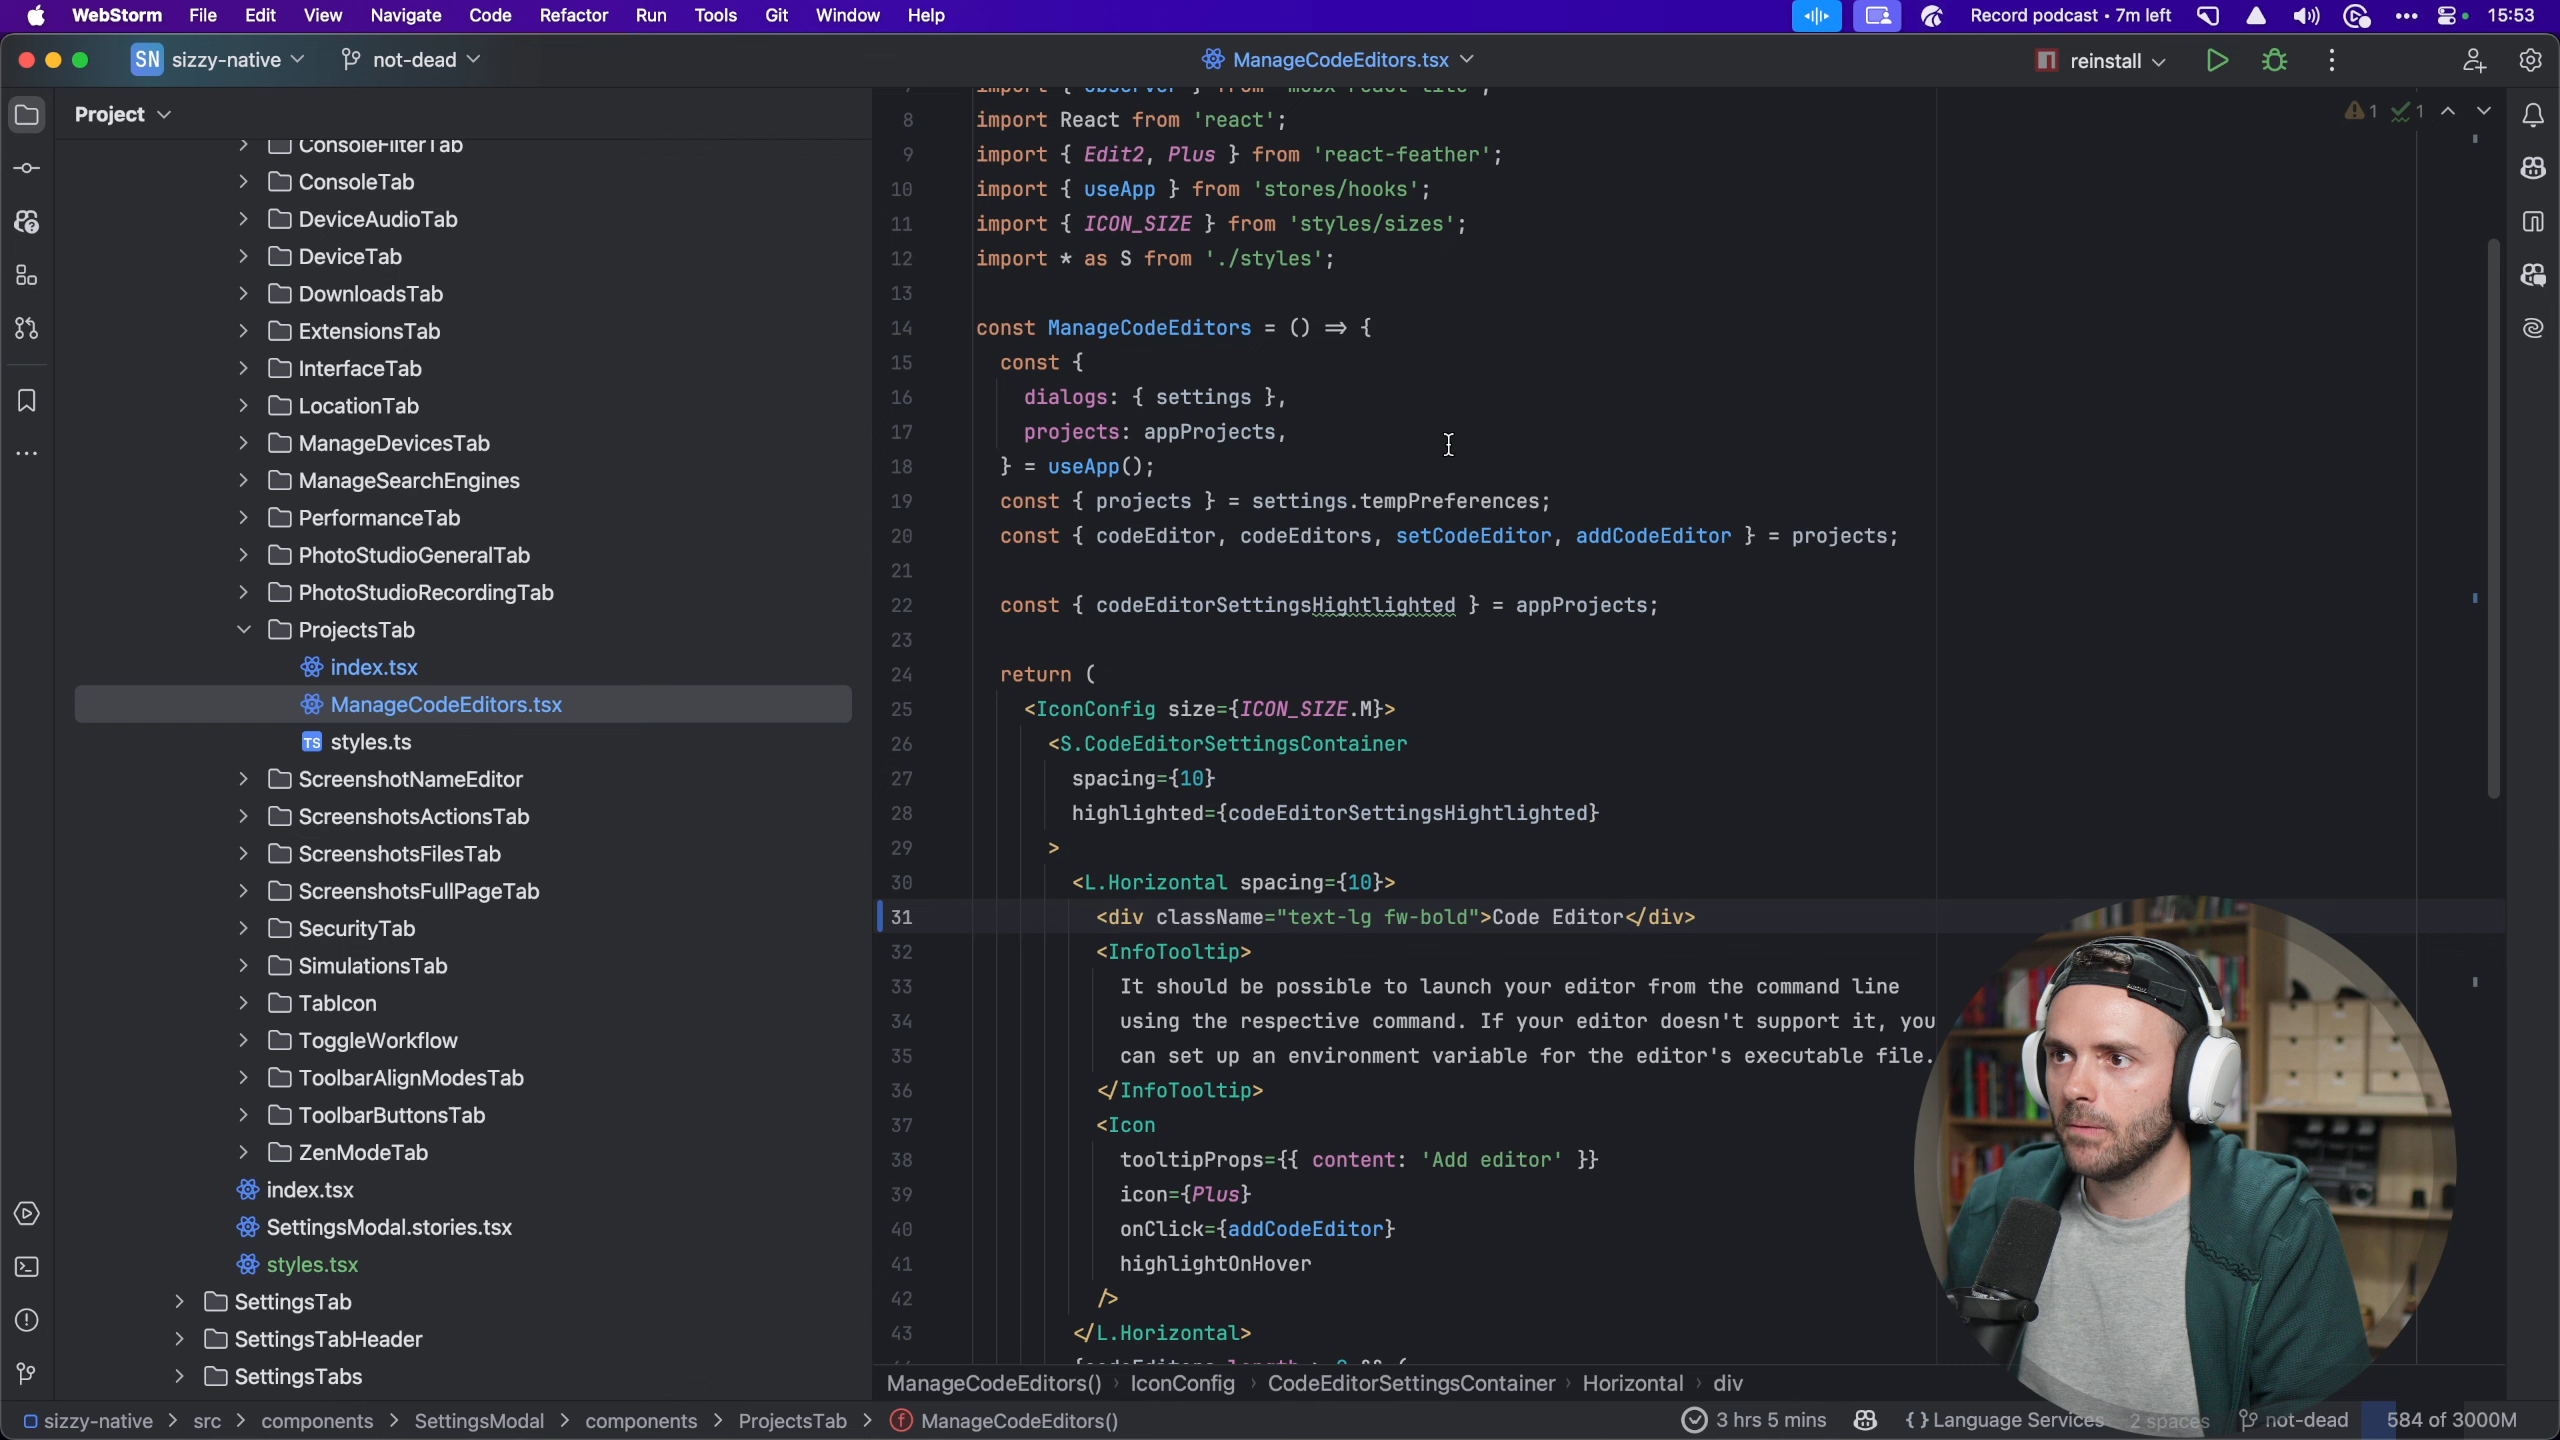 WebStorm File Edit View Navigate Code Refactor Run Tools Git Window Help
Record podcast • 7m left 15:53
SN sizzy-native not-dead
ManageCodeEditors.tsx
reinstall
Project
ConsoleFilterTab
ConsoleTab
DeviceAudioTab
DeviceTab
DownloadsTab
ExtensionsTab
InterfaceTab
LocationTab
ManageDevicesTab
ManageSearchEngines
PerformanceTab
PhotoStudioGeneralTab
PhotoStudioRecordingTab
ProjectsTab
index.tsx
ManageCodeEditors.tsx
TS styles.ts
ScreenshotNameEditor
ScreenshotsActionsTab
ScreenshotsFilesTab
ScreenshotsFullPageTab
SecurityTab
SimulationsTab
TabIcon
ToggleWorkflow
ToolbarAlignModesTab
ToolbarButtonsTab
ZenModeTab
index.tsx
SettingsModal.stories.tsx
styles.tsx
SettingsTab
SettingsTabHeader
SettingsTabs
1 1
import { observer } from 'mobx-react-lite';
8 import React from 'react';
9 import { Edit2, Plus } from 'react-feather';
10 import { useApp } from 'stores/hooks';
11 import { ICON_SIZE } from 'styles/sizes';
12 import * as S from './styles';
13
14 const ManageCodeEditors = () => {
15 const {
16 dialogs: { settings },
17 projects: appProjects,
18 } = useApp();
19 const { projects } = settings.tempPreferences;
20 const { codeEditor, codeEditors, setCodeEditor, addCodeEditor } = projects;
21
22 const { codeEditorSettingsHightlighted } = appProjects;
23
24 return (
25 <IconConfig size={ICON_SIZE.M}>
26 <S.CodeEditorSettingsContainer
27 spacing={10}
28 highlighted={codeEditorSettingsHightlighted}
29 >
30 <L.Horizontal spacing={10}>
31 <div className="text-lg fw-bold">Code Editor</div>
32 <InfoTooltip>
33 It should be possible to launch your editor from the command line
34 using the respective command. If your editor doesn't support it, you
35 can set up an environment variable for the editor's executable file.
36 </InfoTooltip>
37 <Icon
38 tooltipProps={{ content: 'Add editor' }}
39 icon={Plus}
40 onClick={addCodeEditor}
41 highlightOnHover
42 />
43 </L.Horizontal>
ManageCodeEditors() › IconConfig › CodeEditorSettingsContainer › Horizontal › div
sizzy-native > src > components > SettingsModal > components > ProjectsTab > ManageCodeEditors()
3 hrs 5 mins {} Language Services 2 spaces not-dead 584 of 3000M